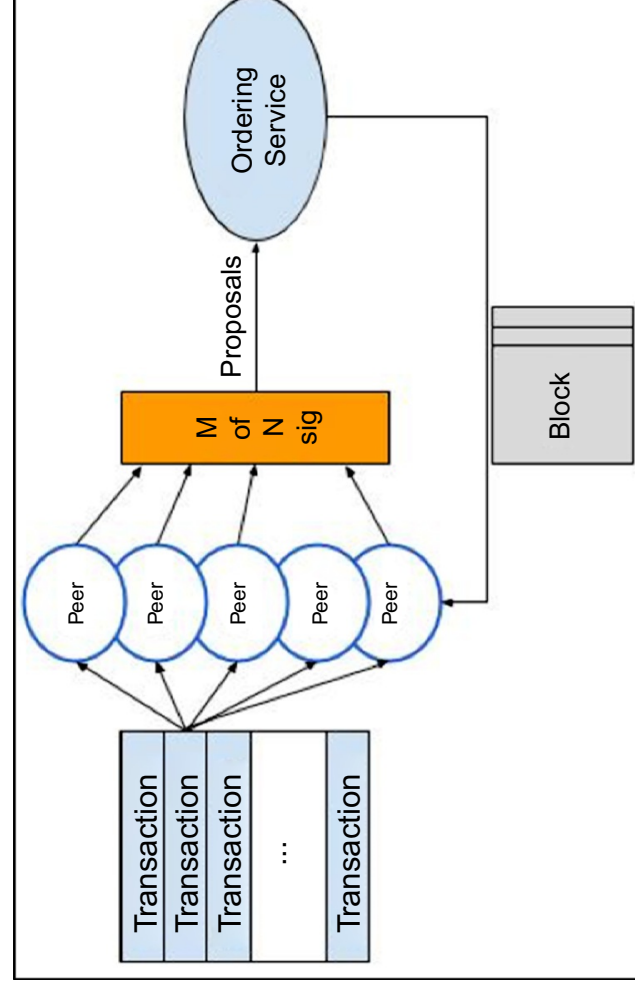 Transaction
Transaction
Transaction
...
Transaction
Peer
Peer
Peer
Peer
Peer
M
of
N
sig
Proposals
Ordering
Service
Block